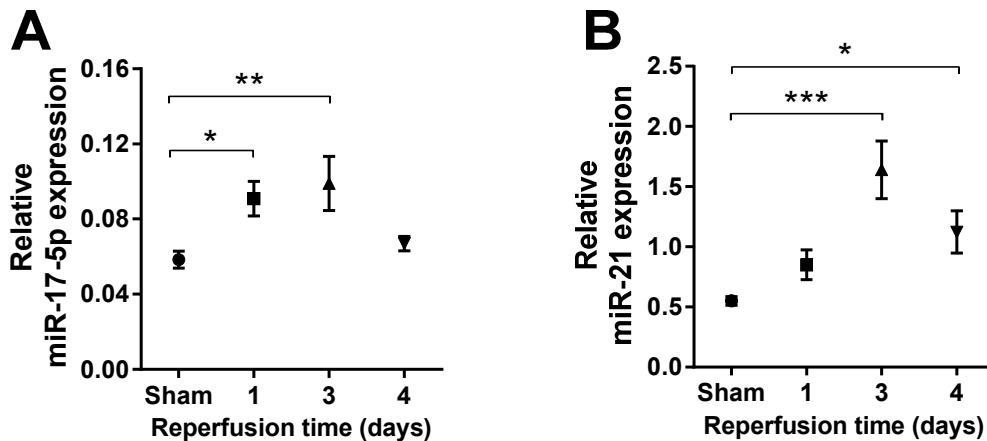 A
Relative
miR-17-5p expression
0.16
0.12
0.08
0.04
0.00
**
*
Sham 1 3 4
Reperfusion time (days)
B
Relative
miR-21 expression
2.5
2.0
1.5
1.0
0.5
0.0
*
***
Sham 1 3 4
Reperfusion time (days)